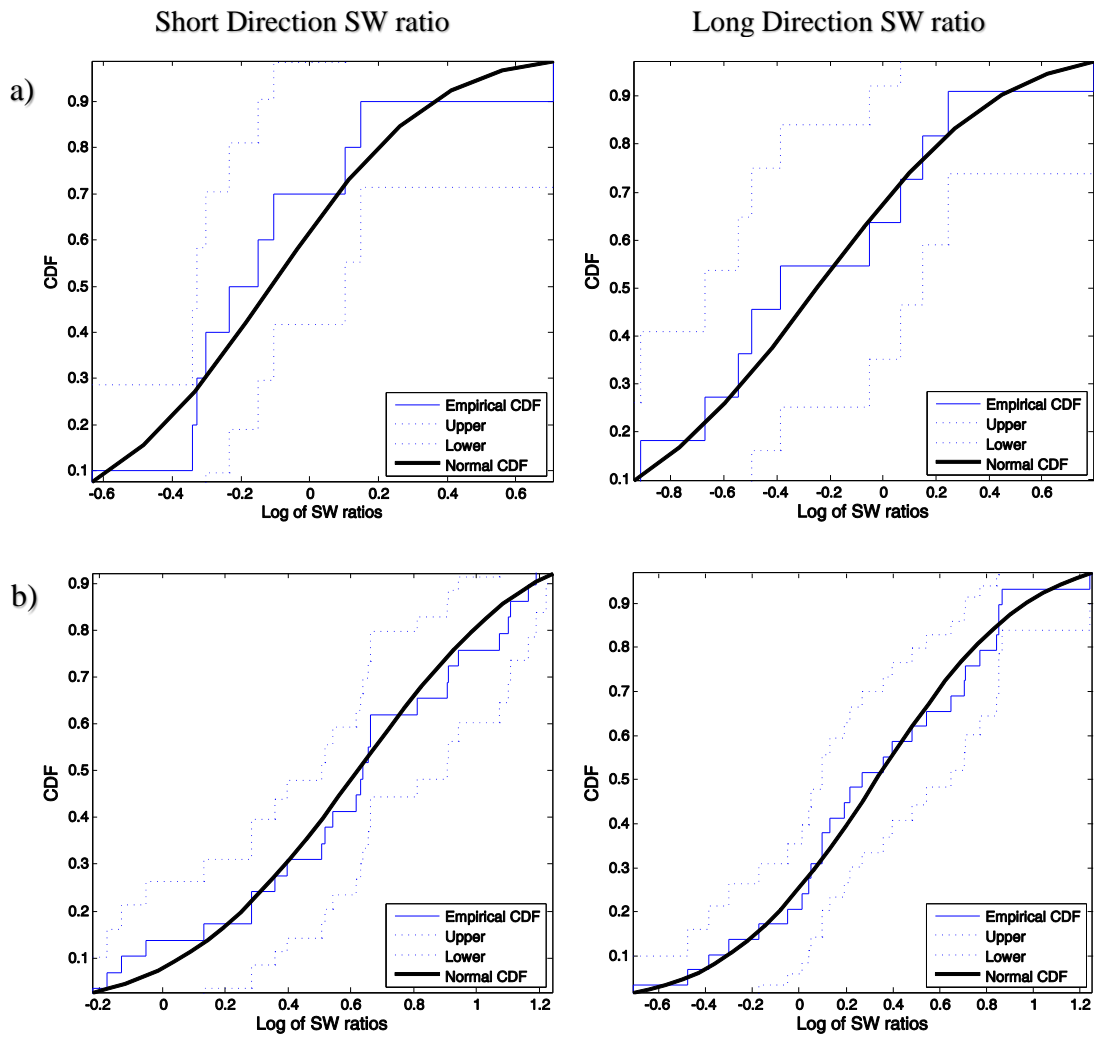 Short Direction SW ratio
Long Direction SW ratio
a)
CDF
0.9
0.8
0.7
0.6
0.5
0.4
0.3
0.2
0.1
-0.6 -0.4 -0.2 0 0.2 0.4 0.6
Log of SW ratios
Empirical CDF
Upper
Lower
Normal CDF
CDF
0.9
0.8
0.7
0.6
0.5
0.4
0.3
0.2
0.1
-0.8 -0.6 -0.4 -0.2 0 0.2 0.4 0.6
Log of SW ratios
Empirical CDF
Upper
Lower
Normal CDF
b)
CDF
0.9
0.8
0.7
0.6
0.5
0.4
0.3
0.2
0.1
-0.2 0 0.2 0.4 0.6 0.8 1 1.2
Log of SW ratios
Empirical CDF
Upper
Lower
Normal CDF
CDF
0.9
0.8
0.7
0.6
0.5
0.4
0.3
0.2
0.1
-0.6 -0.4 -0.2 0 0.2 0.4 0.6 0.8 1 1.2
Log of SW ratios
Empirical CDF
Upper
Lower
Normal CDF